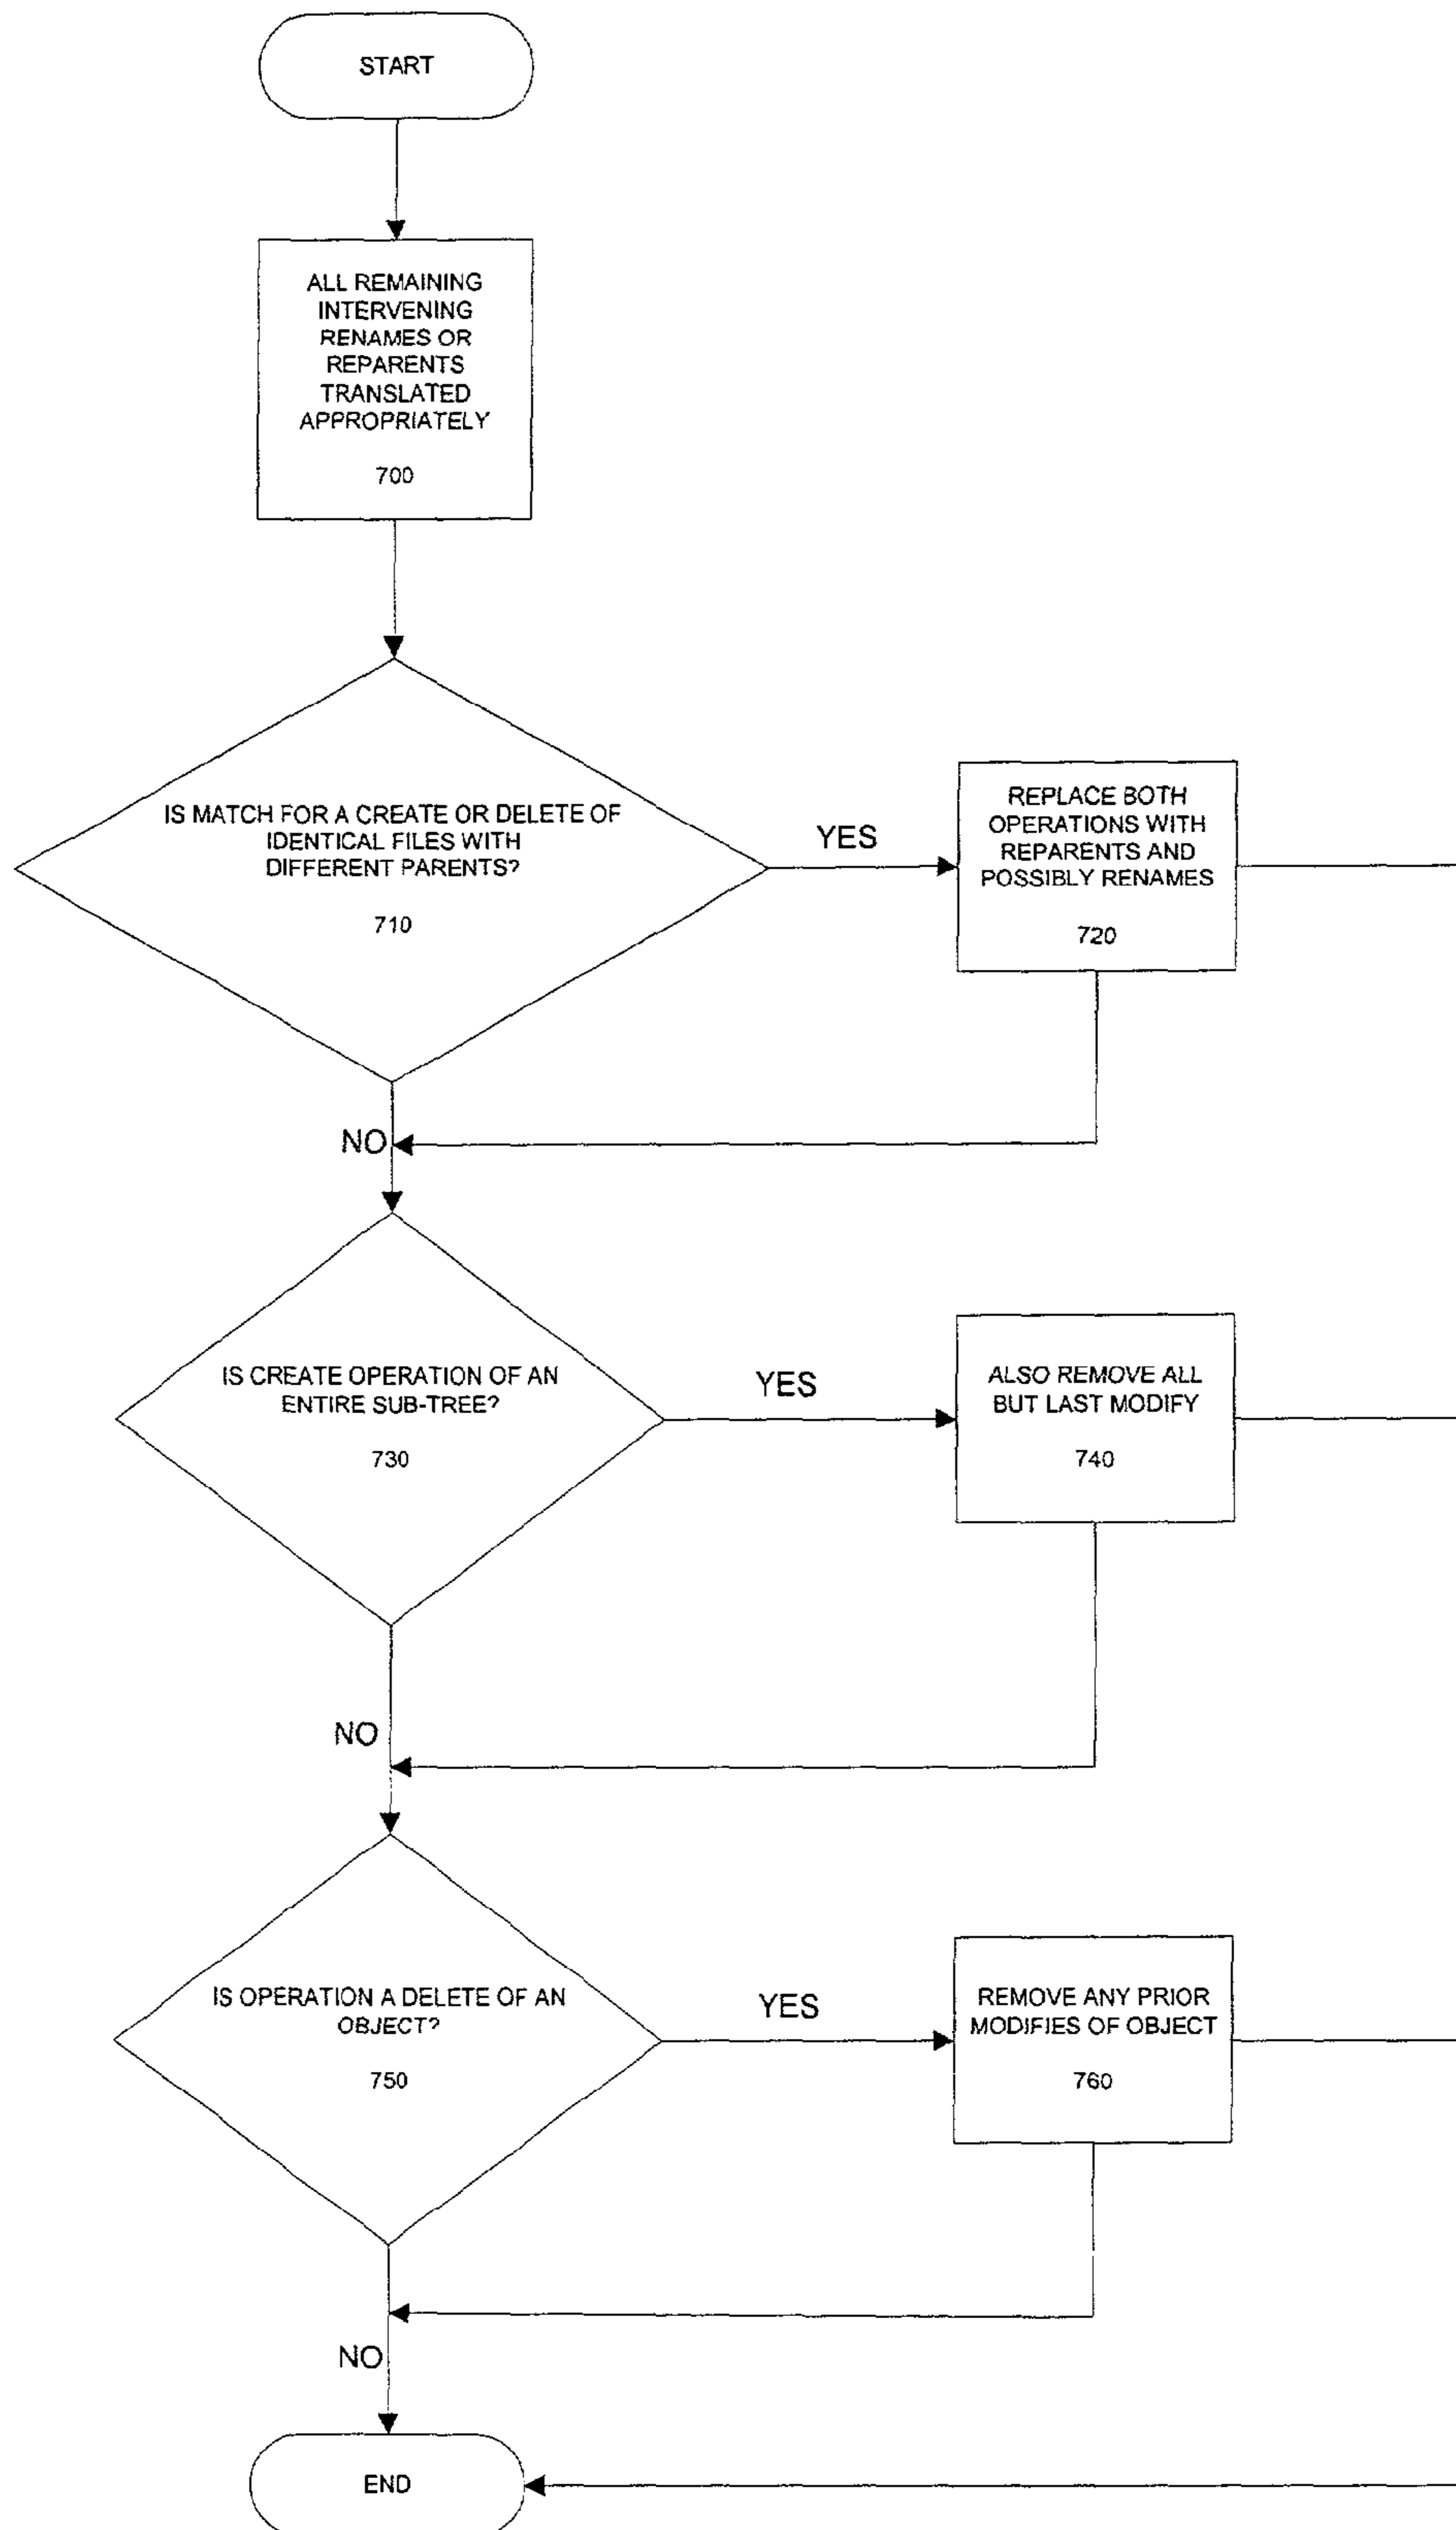 START
ALL REMAINING
INTERVENING
RENAMES OR
REPARENTS
TRANSLATED
APPROPRIATELY
700
IS MATCH FOR A CREATE OR DELETE OF
IDENTICAL FILES WITH
DIFFERENT PARENTS?
710
YES
REPLACE BOTH
OPERATIONS WITH
REPARENTS AND
POSSIBLY RENAMES
720
NO
IS CREATE OPERATION OF AN
ENTIRE SUB-TREE?
730
YES
ALSO REMOVE ALL
BUT LAST MODIFY
740
NO
IS OPERATION A DELETE OF AN
OBJECT?
750
YES
REMOVE ANY PRIOR
MODIFIES OF OBJECT
760
NO
END